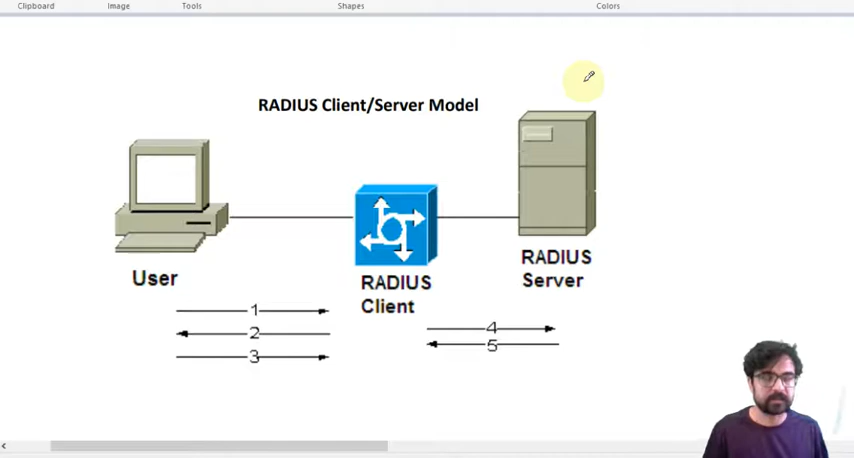 Clipboard
Image
Tools
Shapes
Colors
RADIUS Client/Server Model
User
RADIUS
Client
RADIUS
Server
1
2
3
4
5